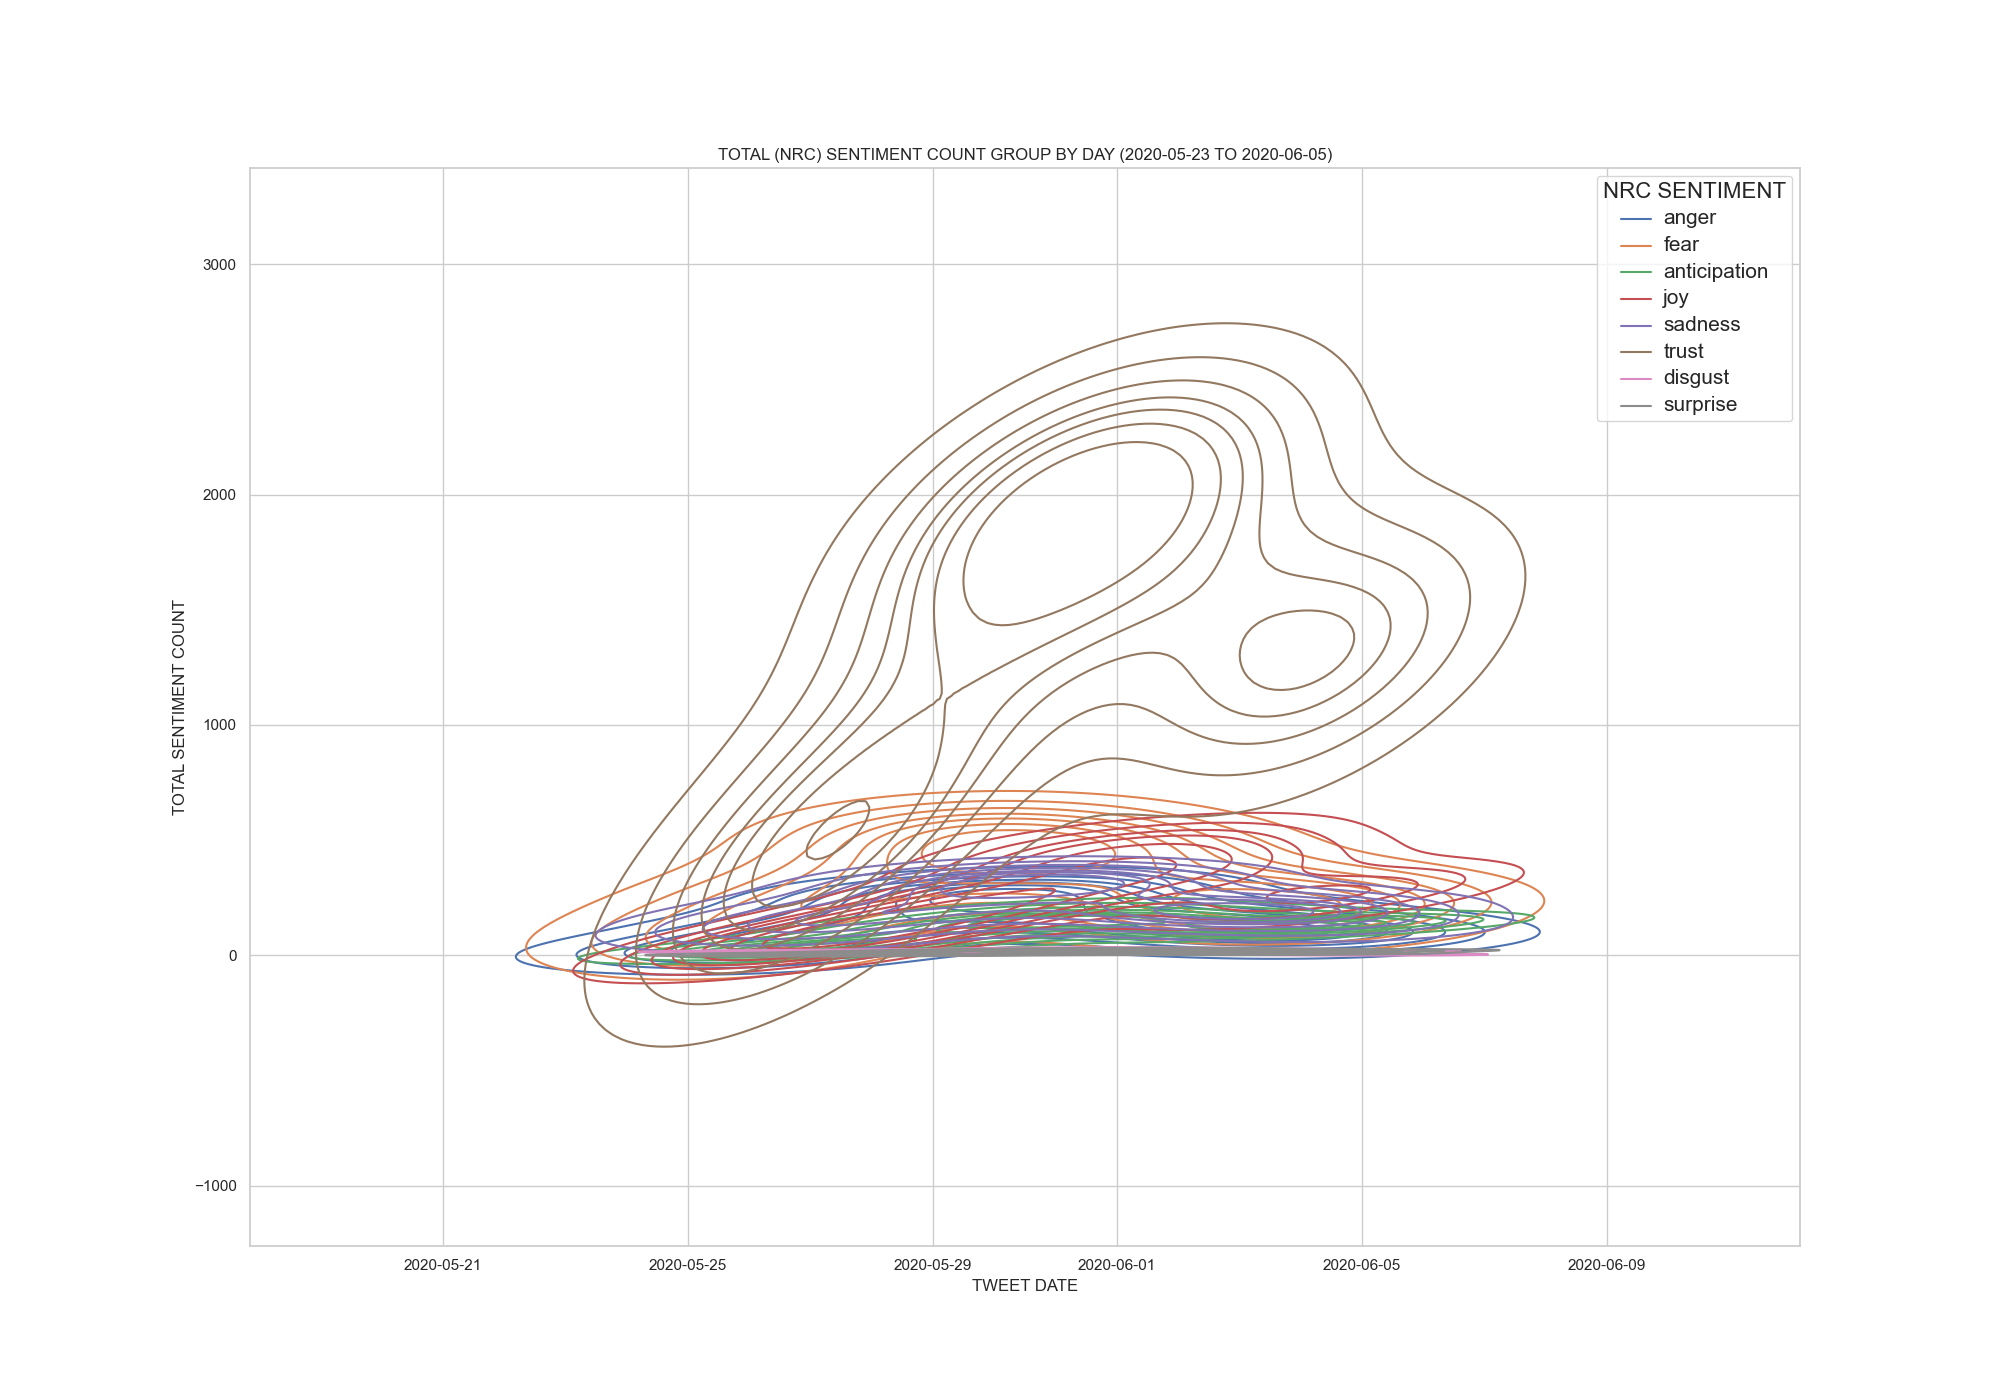 TOTAL (NRC) SENTIMENT COUNT GROUP BY DAY (2020-05-23 TO 2020-06-05)
NRC SENTIMENT
anger
fear
anticipation
joy
sadness
trust
disgust
surprise
TOTAL SENTIMENT COUNT
3000
2000
1000
0
−1000
2020-05-21 2020-05-25 2020-05-29 2020-06-01 2020-06-05 2020-06-09
TWEET DATE